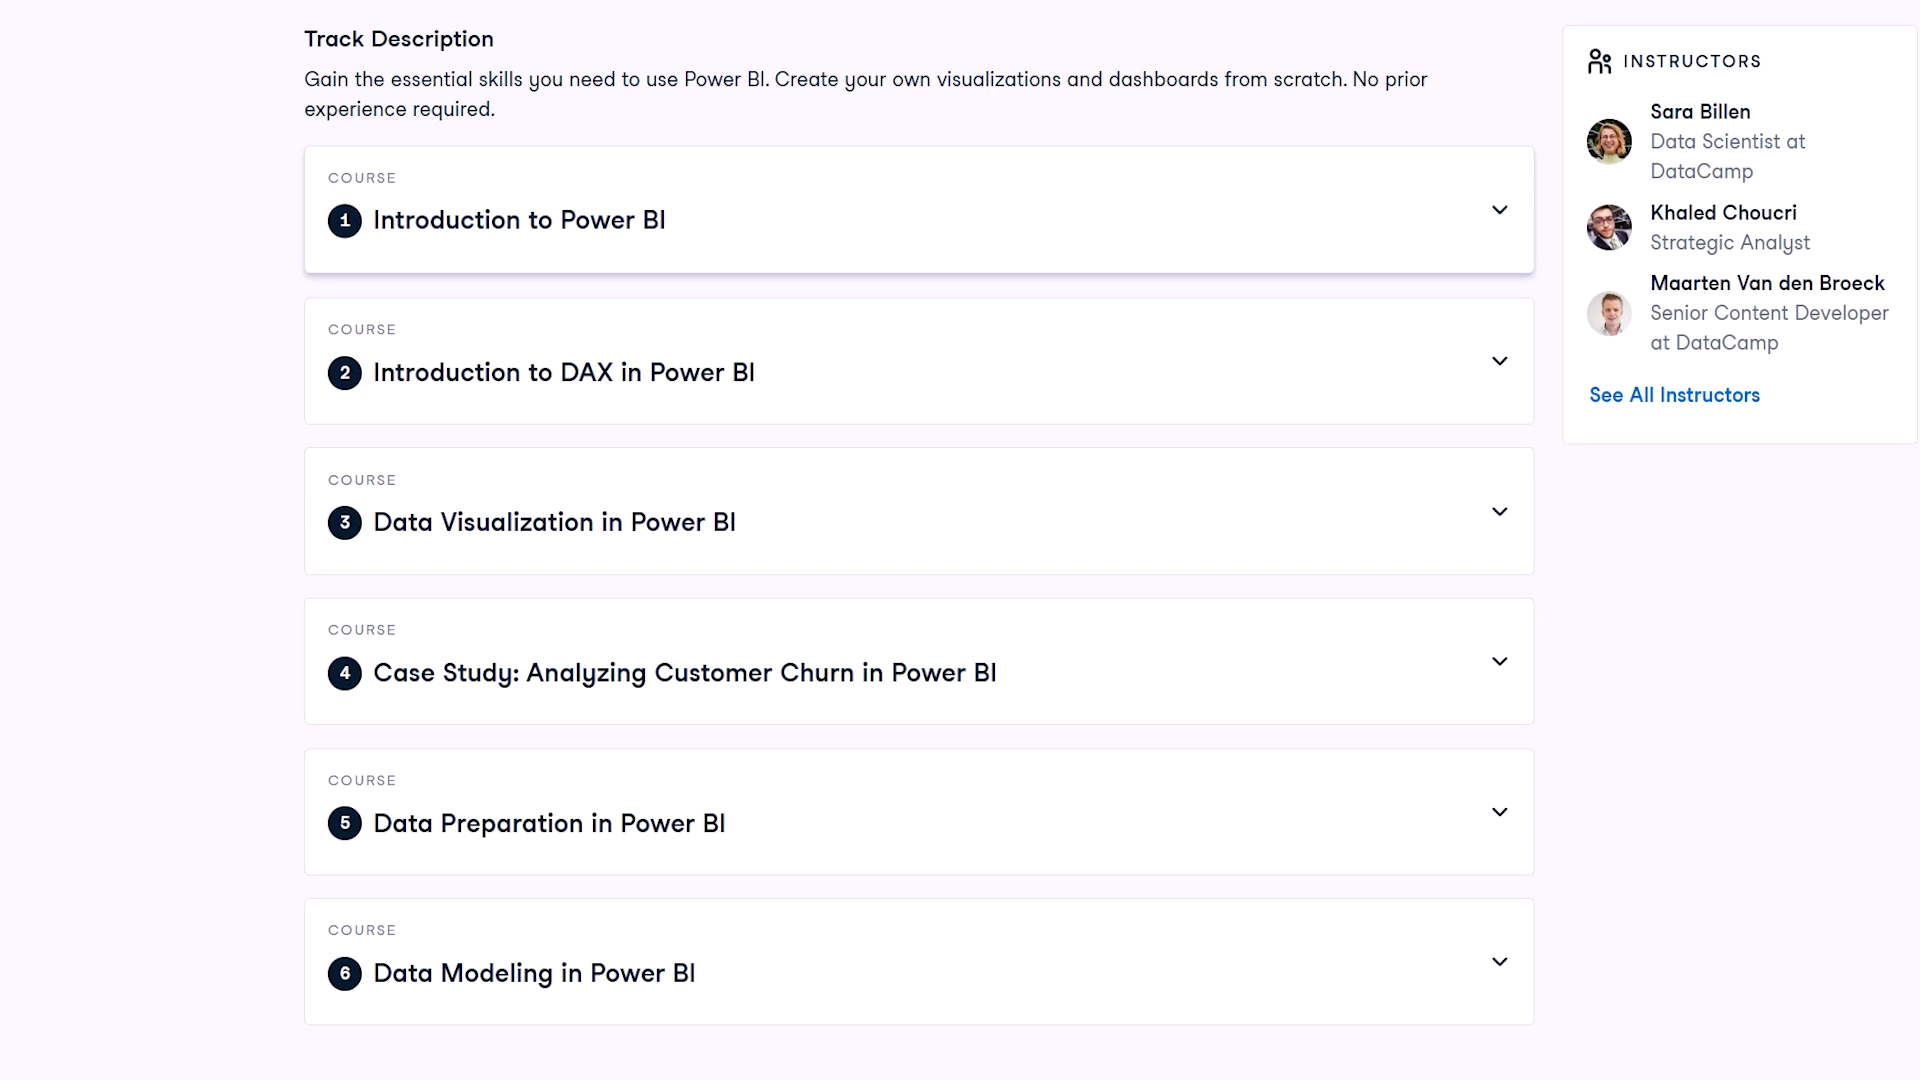 Track Description
Gain the essential skills you need to use Power BI. Create your own visualizations and dashboards from scratch. No prior
experience required.
COURSE
1 Introduction to Power BI
COURSE
2 Introduction to DAX in Power BI
COURSE
3 Data Visualization in Power BI
COURSE
4 Case Study: Analyzing Customer Churn in Power BI
COURSE
5 Data Preparation in Power BI
COURSE
6 Data Modeling in Power BI
INSTRUCTORS
Sara Billen
Data Scientist at
DataCamp
Khaled Choucri
Strategic Analyst
Maarten Van den Broeck
Senior Content Developer
at DataCamp
See All Instructors